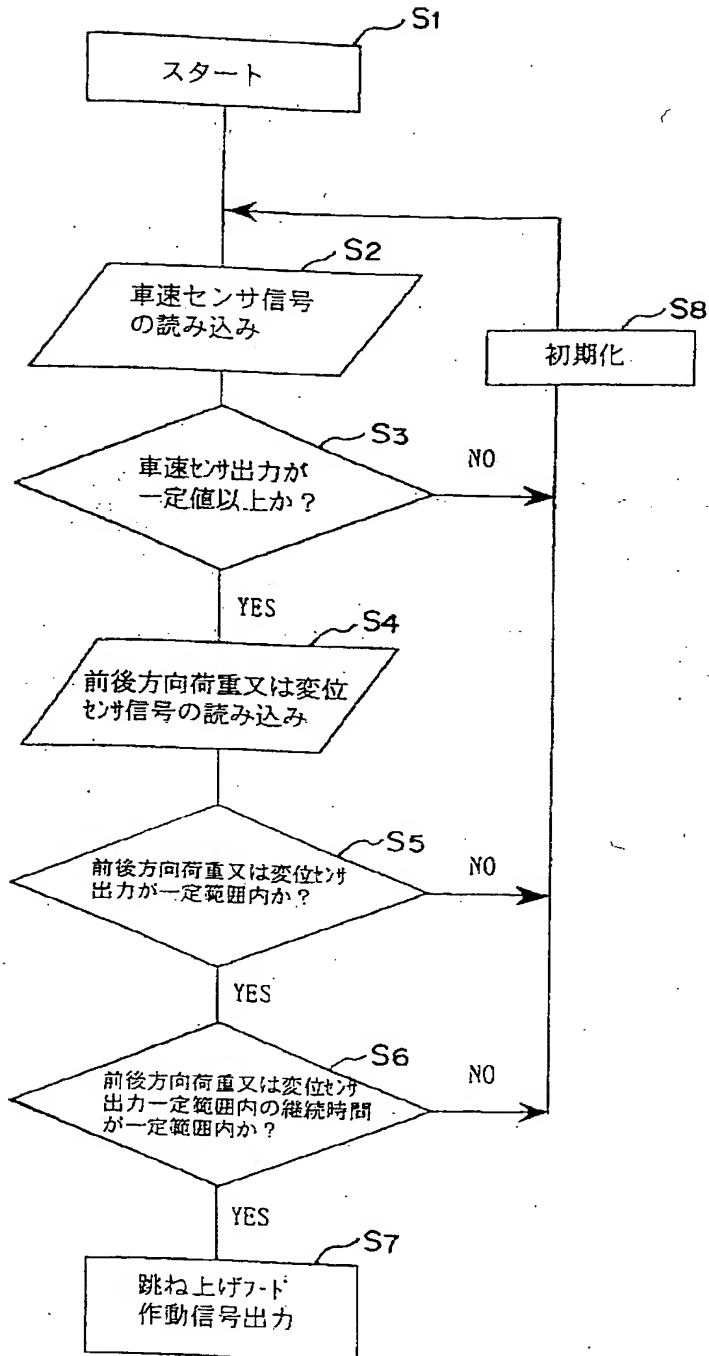 S1
スタート
S2
車速センサ信号
の読み込み
S8
初期化
S3
車速ｾﾝｻ出力が
一定値以上か？
NO
YES
S4
前後方向荷重又は変位
ｾﾝｻ信号の読み込み
S5
前後方向荷重又は変位ｾﾝｻ
出力が一定範囲内か？
NO
YES
S6
前後方向荷重又は変位ｾﾝｻ
出力一定範囲内の継続時間
が一定範囲内か？
NO
YES
S7
跳ね上げﾌｰﾄﾞ
作動信号出力